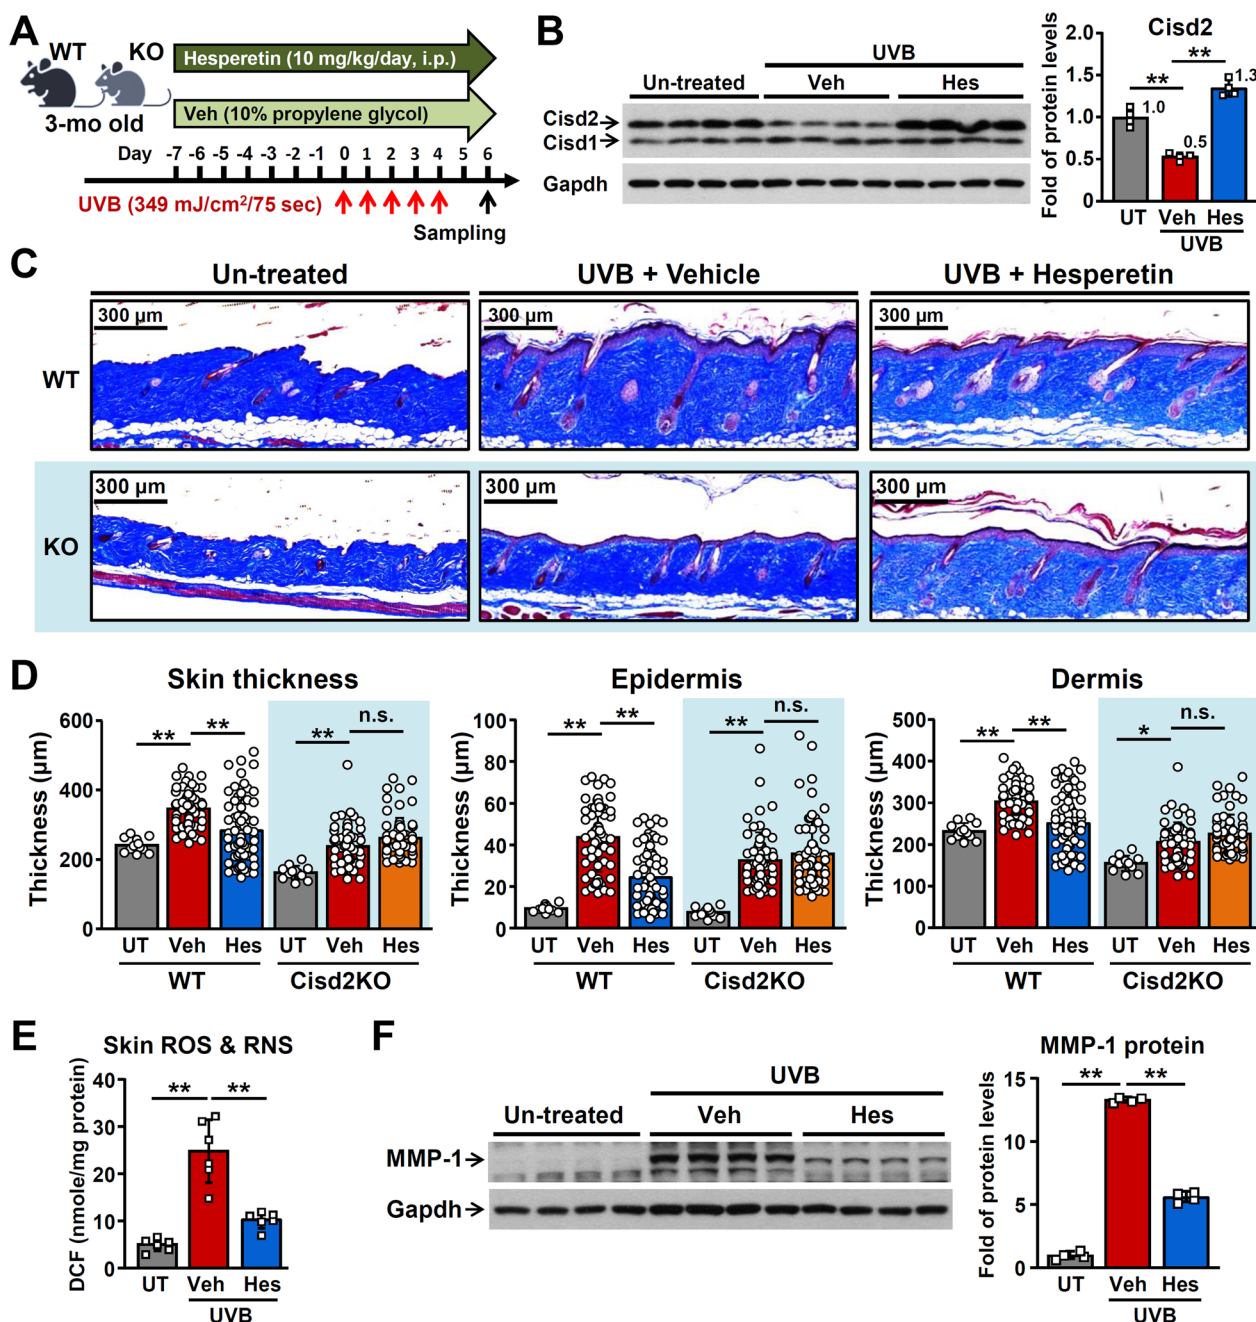 A
WT KO
3-mo old
Hesperetin (10 mg/kg/day, i.p.)
Veh (10% propylene glycol)
Day -7 -6 -5 -4 -3 -2 -1 0 1 2 3 4 5 6
UVB (349 mJ/cm²/75 sec)
Sampling
B
UVB
Un-treated Veh Hes
Cisd2
Cisd1
Gapdh
Cisd2
Fold of protein levels
2.0
1.5
1.0
0.5
0
** **
1.0 0.5 1.3
UT Veh Hes
UVB
C
Un-treated UVB + Vehicle UVB + Hesperetin
WT
300 µm 300 µm 300 µm
KO
300 µm 300 µm 300 µm
D
Skin thickness
Thickness (µm)
600
400
200
0
** ** ** n.s.
UT Veh Hes UT Veh Hes
WT Cisd2KO
Epidermis
Thickness (µm)
100
80
60
40
20
0
** ** ** n.s.
UT Veh Hes UT Veh Hes
WT Cisd2KO
Dermis
Thickness (µm)
500
400
300
200
100
0
** ** * n.s.
UT Veh Hes UT Veh Hes
WT Cisd2KO
E
Skin ROS & RNS
DCF (nmole/mg protein)
40
30
20
10
0
** **
UT Veh Hes
UVB
F
UVB
Un-treated Veh Hes
MMP-1
Gapdh
MMP-1 protein
Fold of protein levels
15
10
5
0
** **
UT Veh Hes
UVB